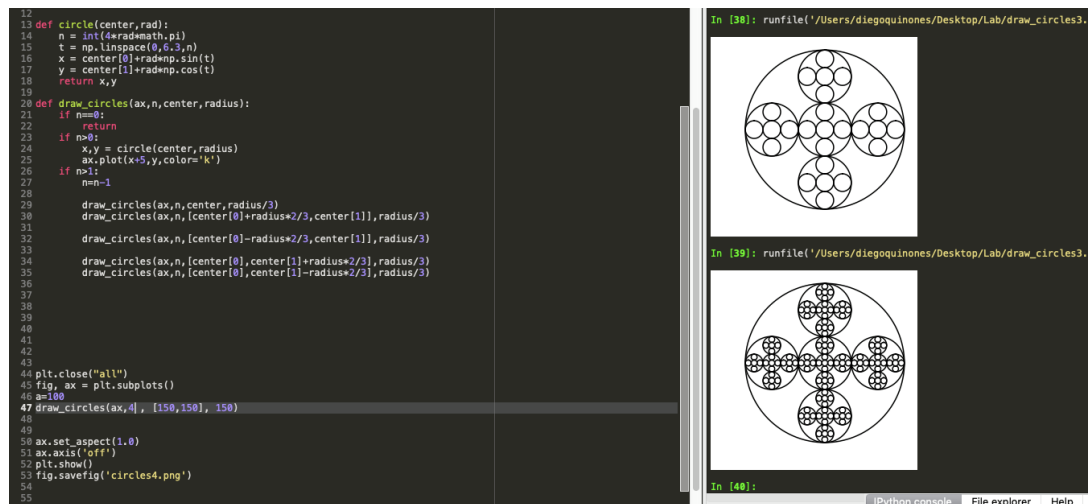 12
13 def circle(center,rad):
14 n = int(4*rad*math.pi)
15 t = np.linspace(0,6.3,n)
16 x = center[0]+rad*np.sin(t)
17 y = center[1]+rad*np.cos(t)
18 return x,y
19
20 def draw_circles(ax,n,center,radius):
21 if n==0:
22 return
23 if n>0:
24 x,y = circle(center,radius)
25 ax.plot(x+5,y,color='k')
26 if n>1:
27 n=n-1
28
29 draw_circles(ax,n,center,radius/3)
30 draw_circles(ax,n,[center[0]+radius*2/3,center[1]],radius/3)
31
32 draw_circles(ax,n,[center[0]-radius*2/3,center[1]],radius/3)
33
34 draw_circles(ax,n,[center[0],center[1]+radius*2/3],radius/3)
35 draw_circles(ax,n,[center[0],center[1]-radius*2/3],radius/3)
36
37
38
39
40
41
42
43
44 plt.close("all")
45 fig, ax = plt.subplots()
46 a=100
47 draw_circles(ax,4 , [150,150], 150)
48
49
50 ax.set_aspect(1.0)
51 ax.axis('off')
52 plt.show()
53 fig.savefig('circles4.png')
54
55
In [38]: runfile('/Users/diegoquinones/Desktop/Lab/draw_circles3.
In [39]: runfile('/Users/diegoquinones/Desktop/Lab/draw_circles3.
In [40]:
IPython console File explorer Help